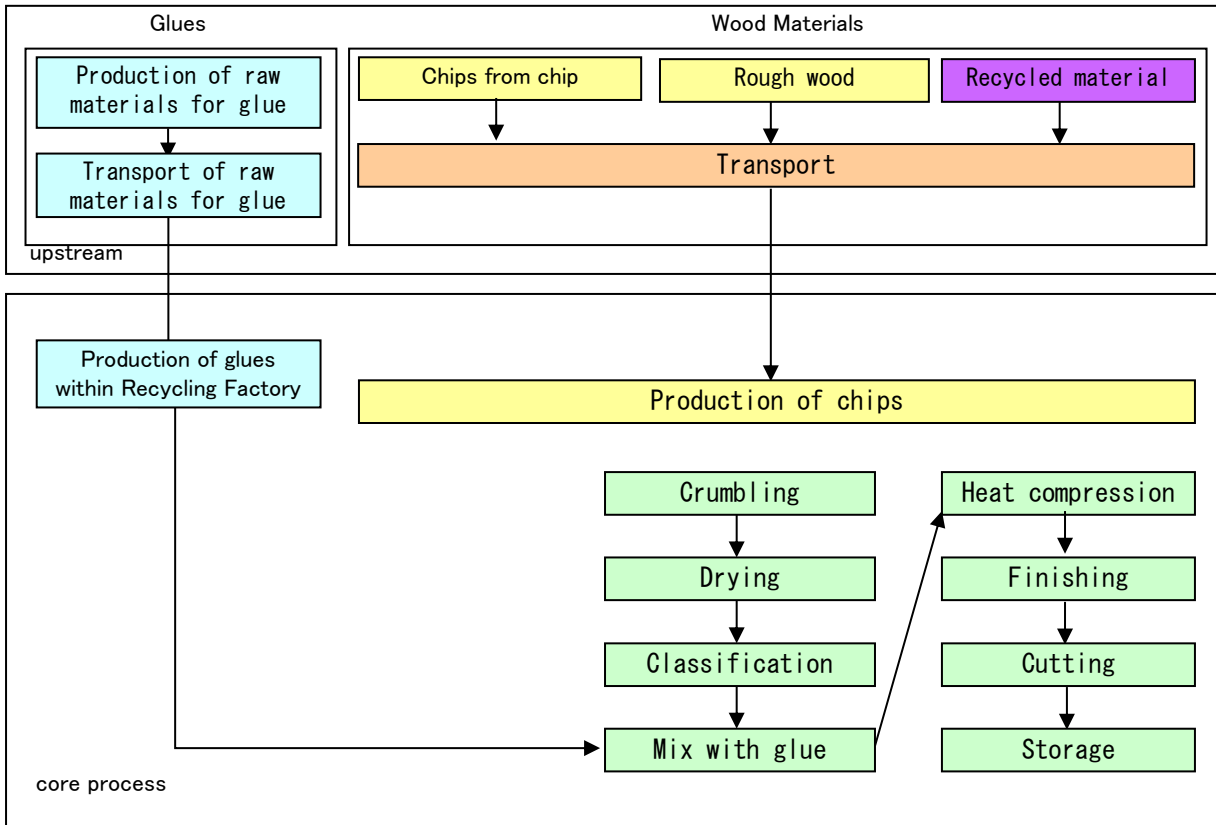 Glues
Wood Materials
Production of raw
materials for glue
Transport of raw
materials for glue
upstream
Chips from chip
Rough wood
Recycled material
Transport
Production of glues
within Recycling Factory
Production of chips
Crumbling
Drying
Classification
Mix with glue
Heat compression
Finishing
Cutting
Storage
core process